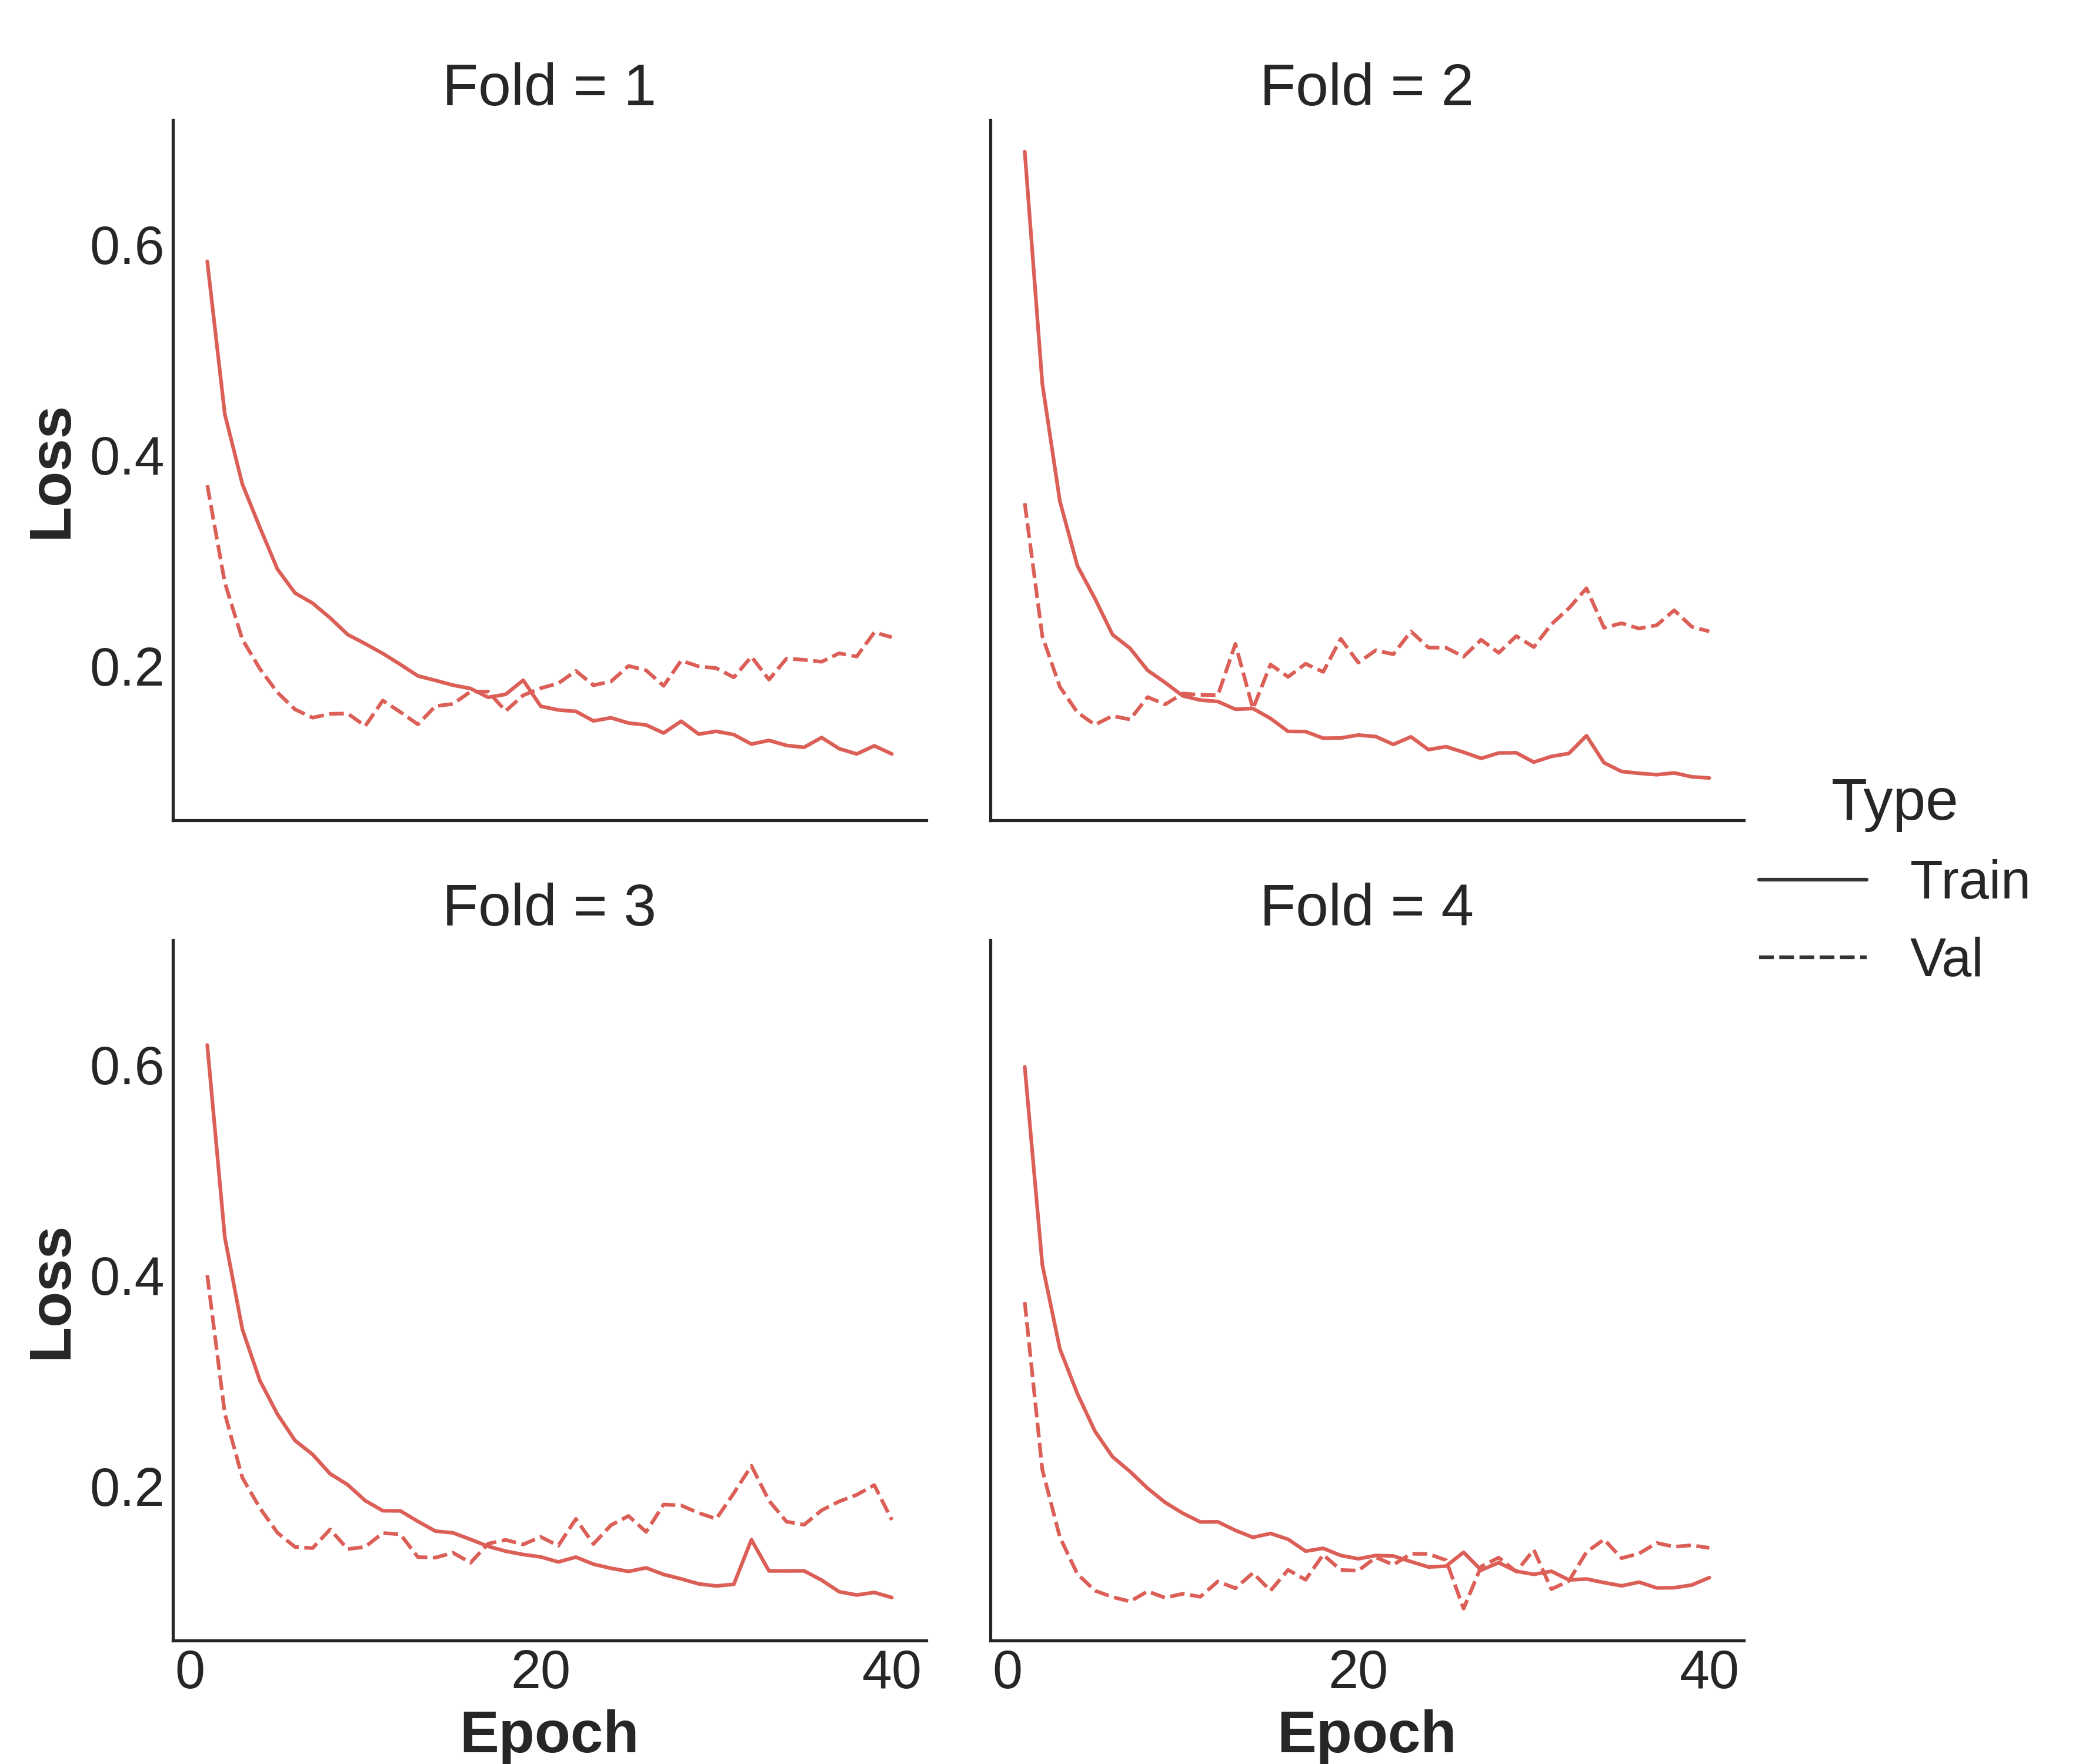 Fold = 1
Fold = 2
Loss
0.6
0.4
0.2
Type
Train
Val
Fold = 3
Fold = 4
Loss
0.6
0.4
0.2
0 20 40
0 20 40
Epoch
Epoch